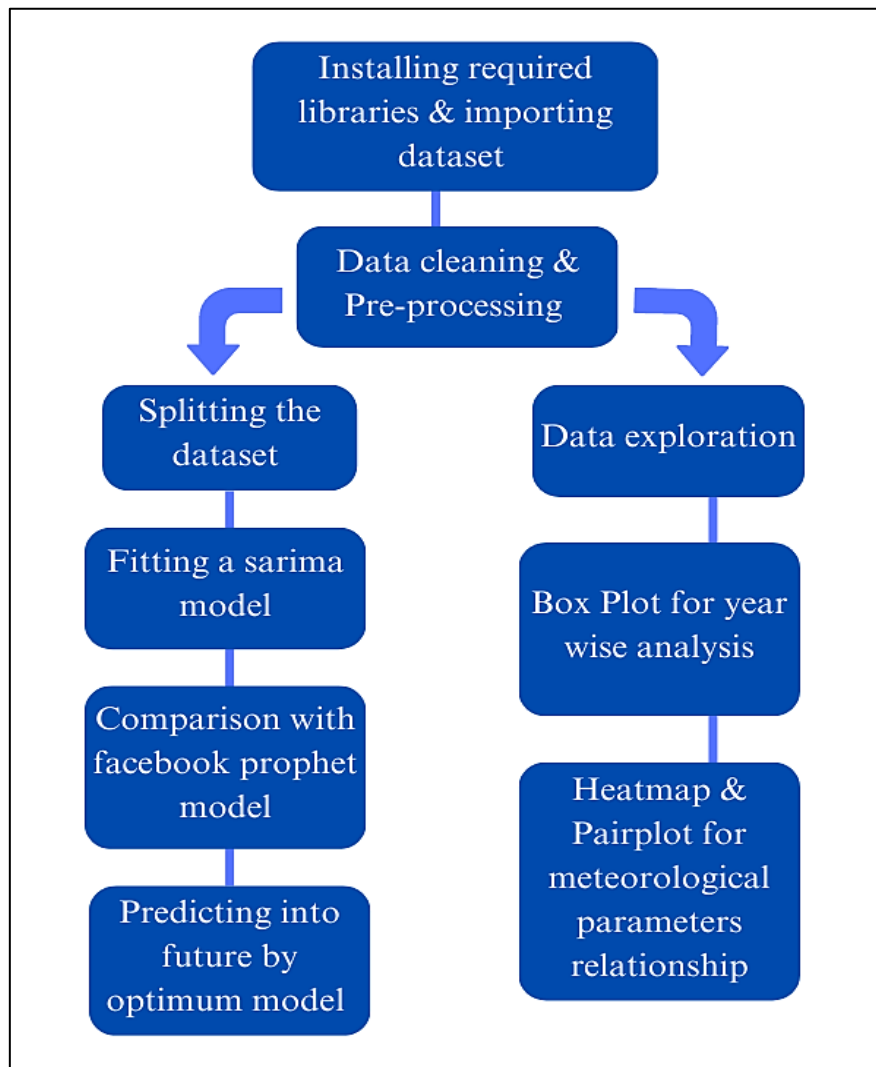 Installing required
libraries & importing
dataset
Data cleaning &
Pre-processing
Splitting the
dataset
Fitting a sarima
model
Comparison with
facebook prophet
model
Predicting into
future by
optimum model
Data exploration
Box Plot for year
wise analysis
Heatmap &
Pairplot for
meteorological
parameters
relationship